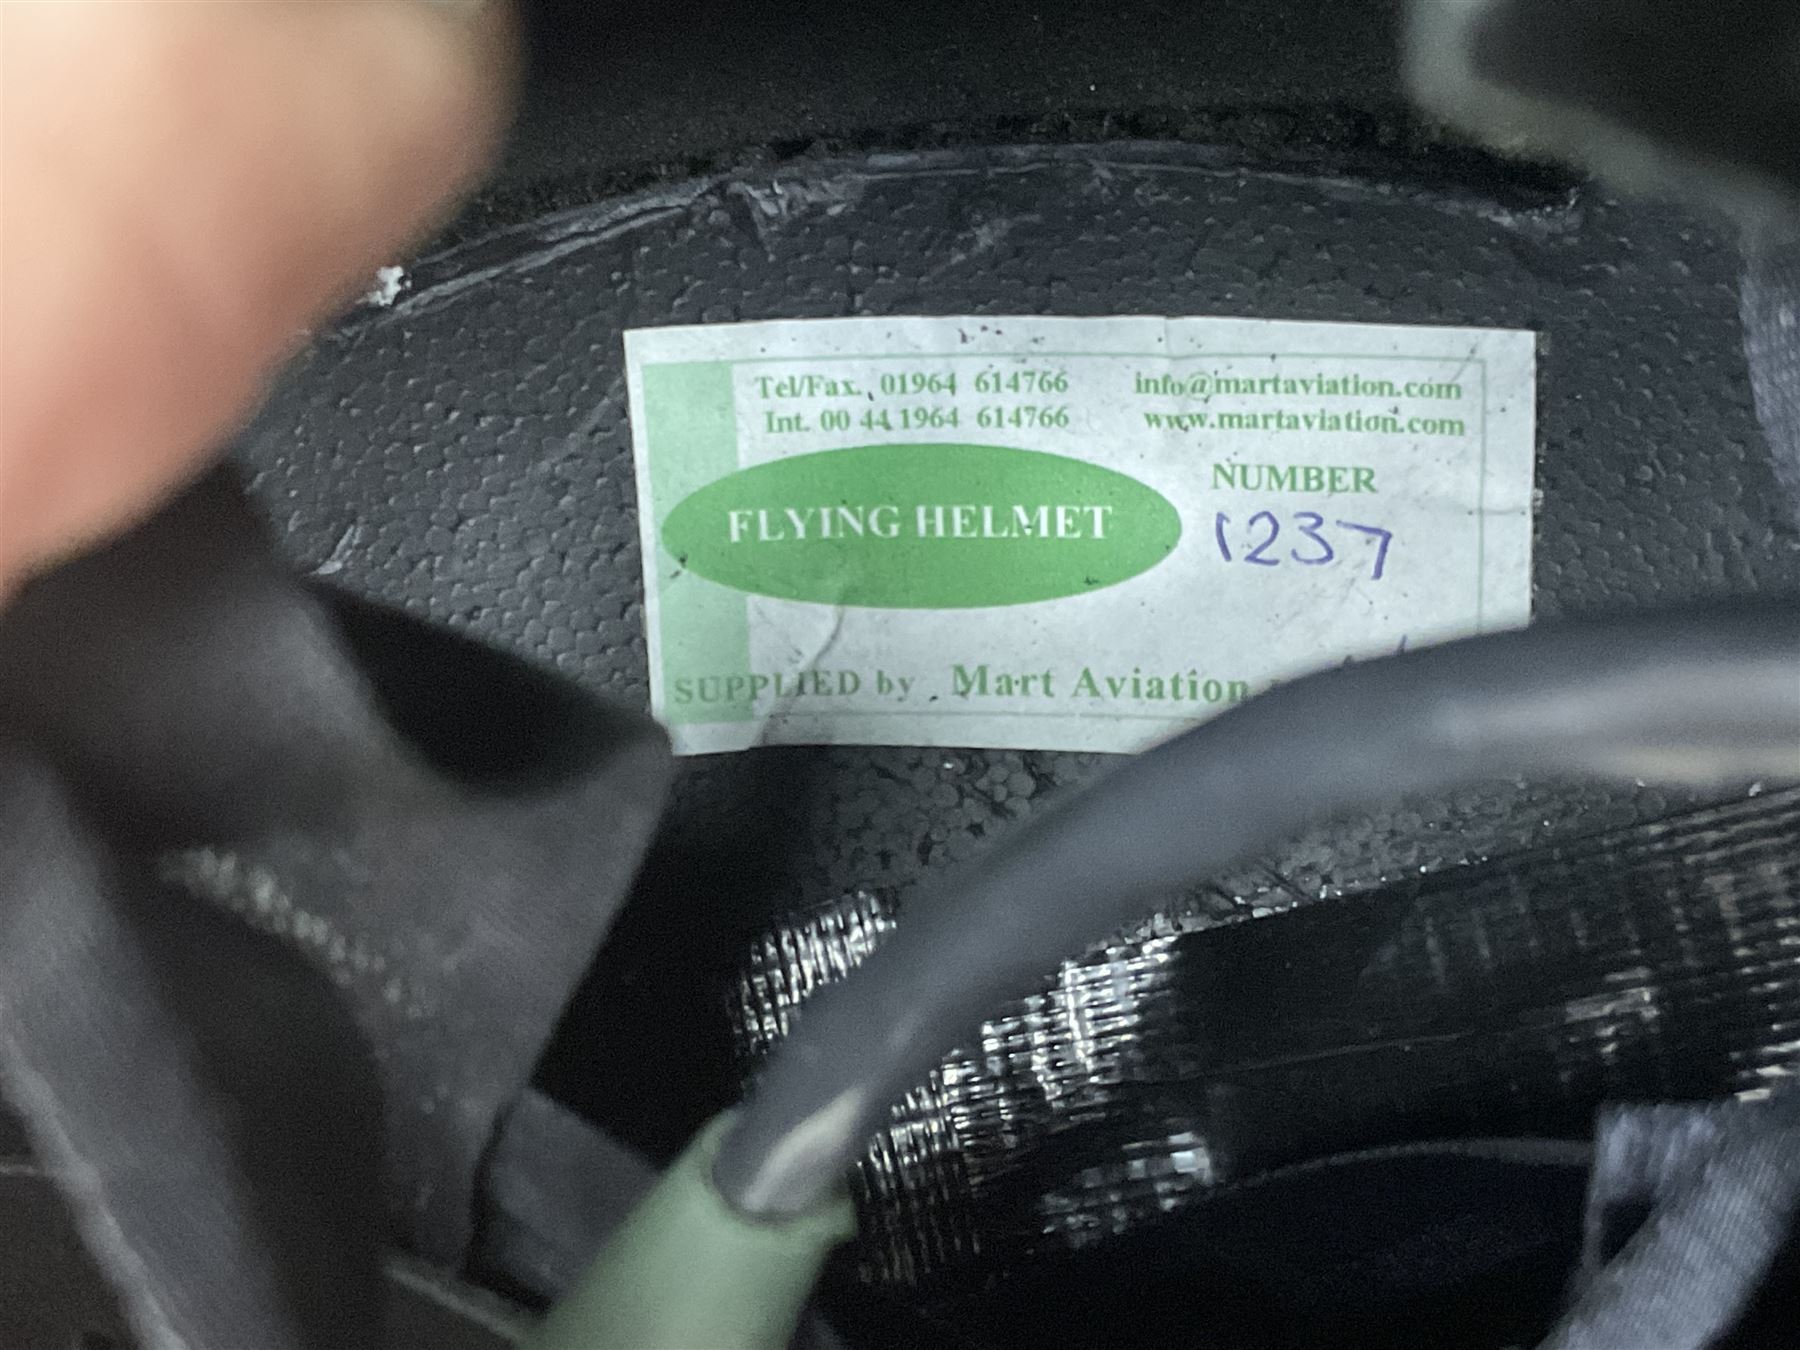 Tel/Fax. 01964 614766 info@martaviation.com
Int. 00 44 1964 614766 www.martaviation.com
FLYING HELMET
NUMBER
1237
SUPPLIED by Mart Aviation